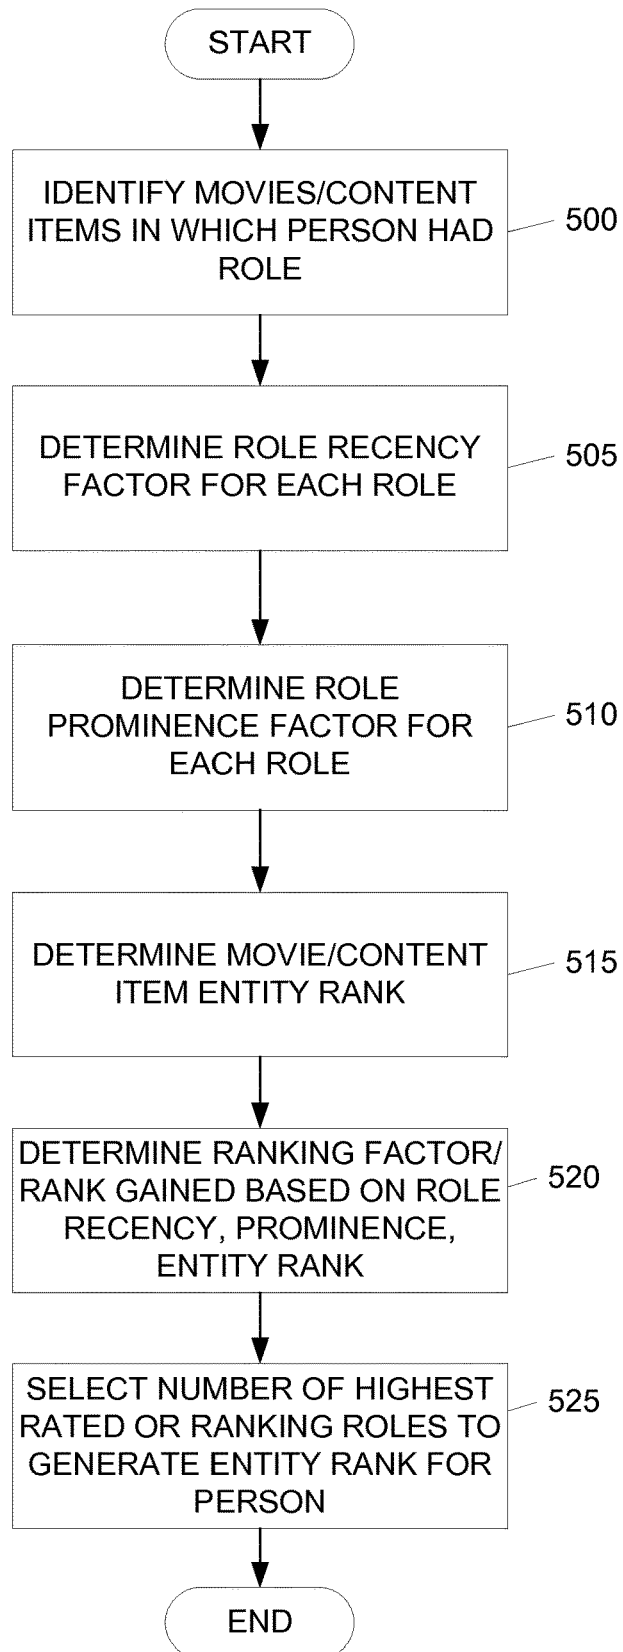 START
IDENTIFY MOVIES/CONTENT
ITEMS IN WHICH PERSON HAD
ROLE
500
DETERMINE ROLE RECENCY
FACTOR FOR EACH ROLE
505
DETERMINE ROLE
PROMINENCE FACTOR FOR
EACH ROLE
510
DETERMINE MOVIE/CONTENT
ITEM ENTITY RANK
515
DETERMINE RANKING FACTOR/
RANK GAINED BASED ON ROLE
RECENCY, PROMINENCE,
ENTITY RANK
520
SELECT NUMBER OF HIGHEST
RATED OR RANKING ROLES TO
GENERATE ENTITY RANK FOR
PERSON
525
END